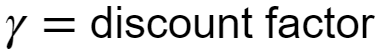 γ = discount factor